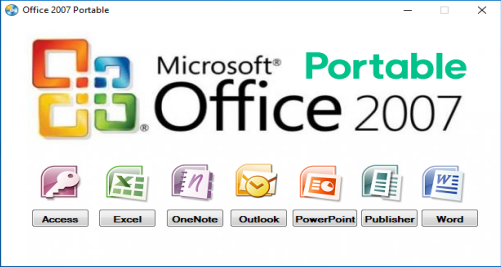 Office 2007 Portable
Microsoft® Portable
Office 2007
Access Excel OneNote Outlook PowerPoint Publisher Word